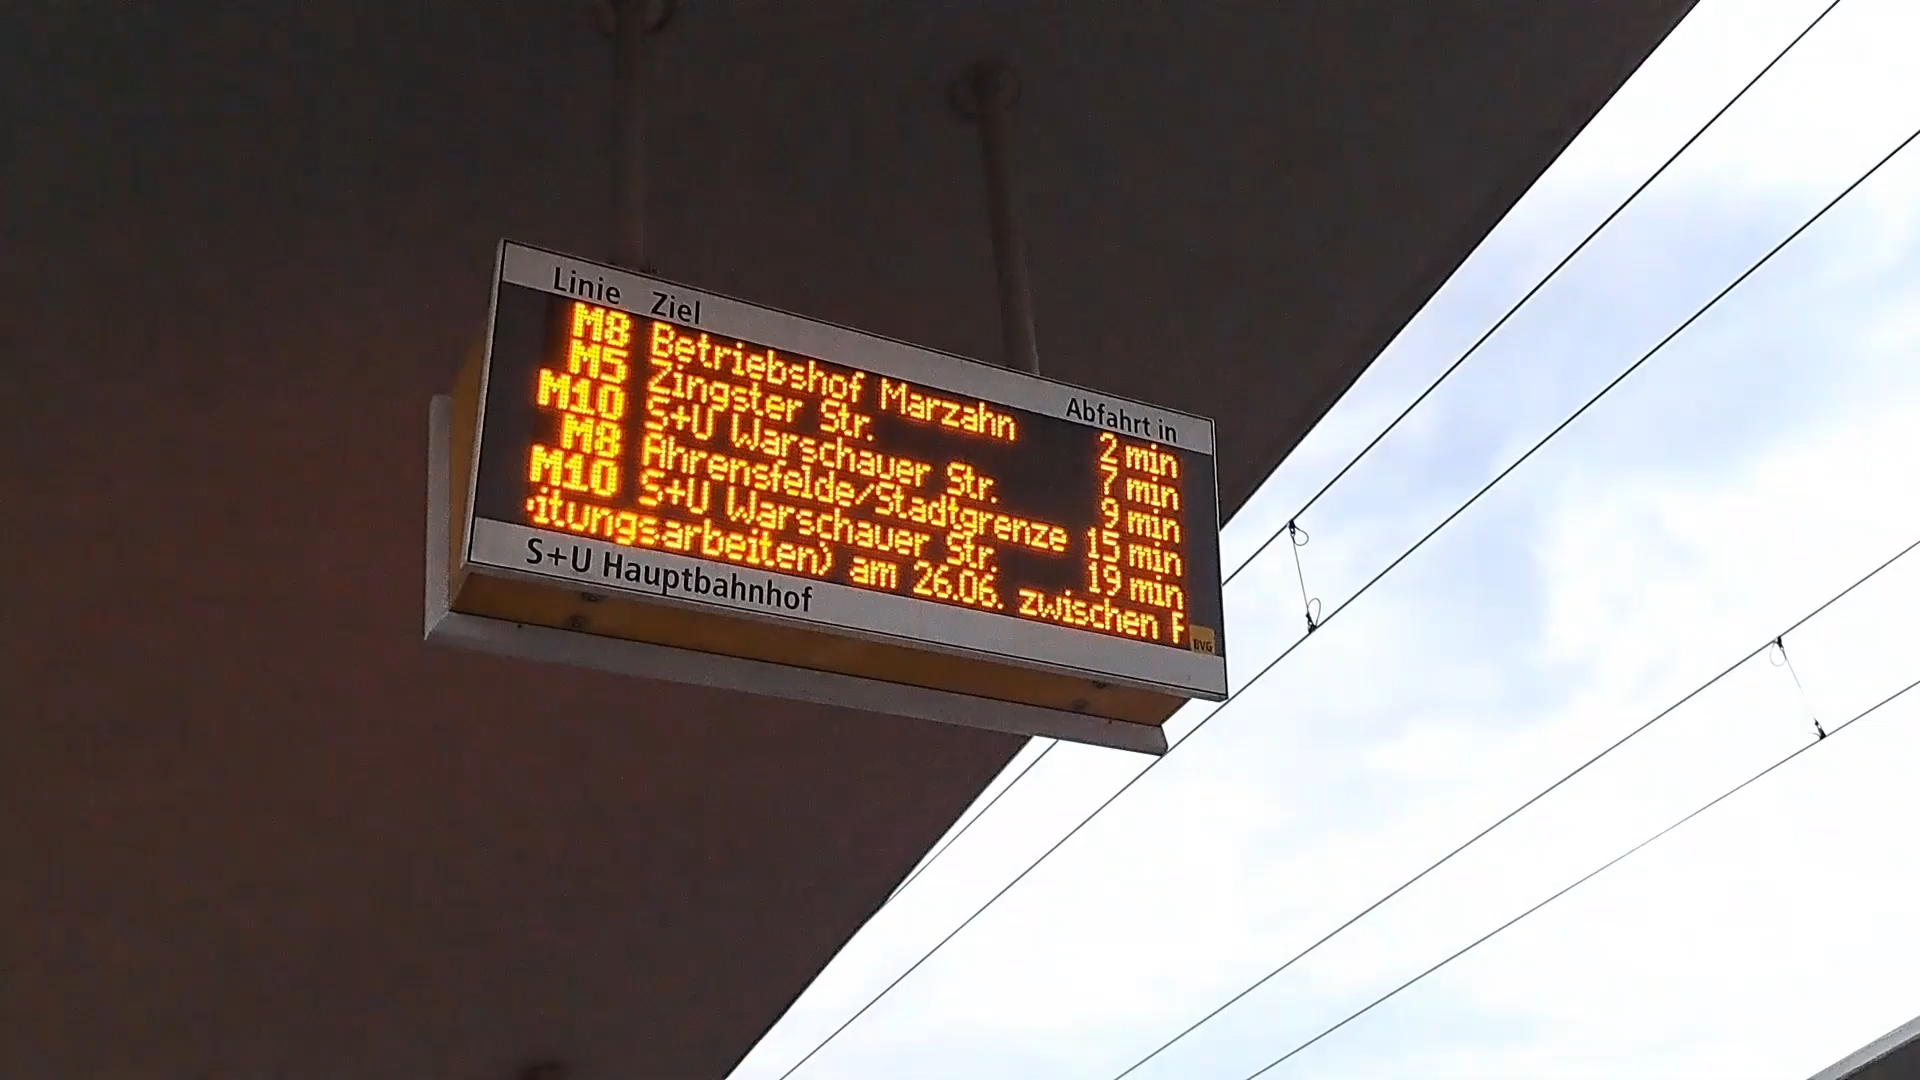 Linie Ziel Abfahrt in
M8 Betriebshof Marzahn 2 min
M5 Zingster Str. 7 min
M10 S+U Warschauer Str. 9 min
M8 Ahrensfelde/Stadtgrenze 15 min
M10 S+U Warschauer Str. 19 min
itungsarbeiten) am 26.06. zwischen
S+U Hauptbahnhof
BVG